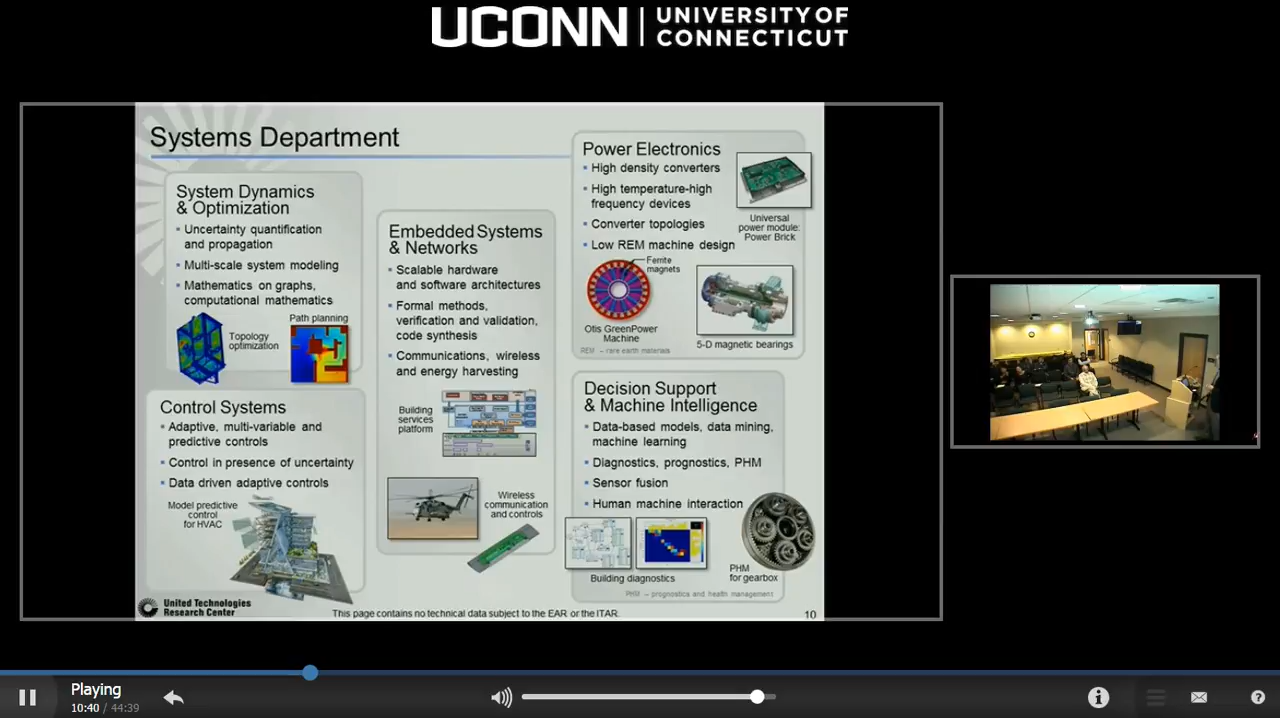 UCONN
UNIVERSITY OF
CONNECTICUT
Systems Department
System Dynamics
& Optimization
▪ Uncertainty quantification
and propagation
▪ Multi-scale system modeling
▪ Mathematics on graphs,
computational mathematics
Path planning
Topology
optimization
Control Systems
▪ Adaptive, multi-variable and
predictive controls
▪ Control in presence of uncertainty
▪ Data driven adaptive controls
Model predictive
control
for HVAC
Embedded Systems
& Networks
▪ Scalable hardware
and software architectures
▪ Formal methods,
verification and validation,
code synthesis
▪ Communications, wireless
and energy harvesting
Building
services
platform
Wireless
communication
and controls
Power Electronics
▪ High density converters
▪ High temperature-high
frequency devices
▪ Converter topologies
▪ Low REM machine design
Universal
power module:
Power Brick
Ferrite
magnets
Otis GreenPower
Machine
5-D magnetic bearings
REM – rare earth materials
Decision Support
& Machine Intelligence
▪ Data-based models, data mining,
machine learning
▪ Diagnostics, prognostics, PHM
▪ Sensor fusion
▪ Human machine interaction
Building diagnostics
PHM
for gearbox
PHM – prognostics and health management
United Technologies
Research Center
This page contains no technical data subject to the EAR or the ITAR.
10
Playing
10:40 / 44:39